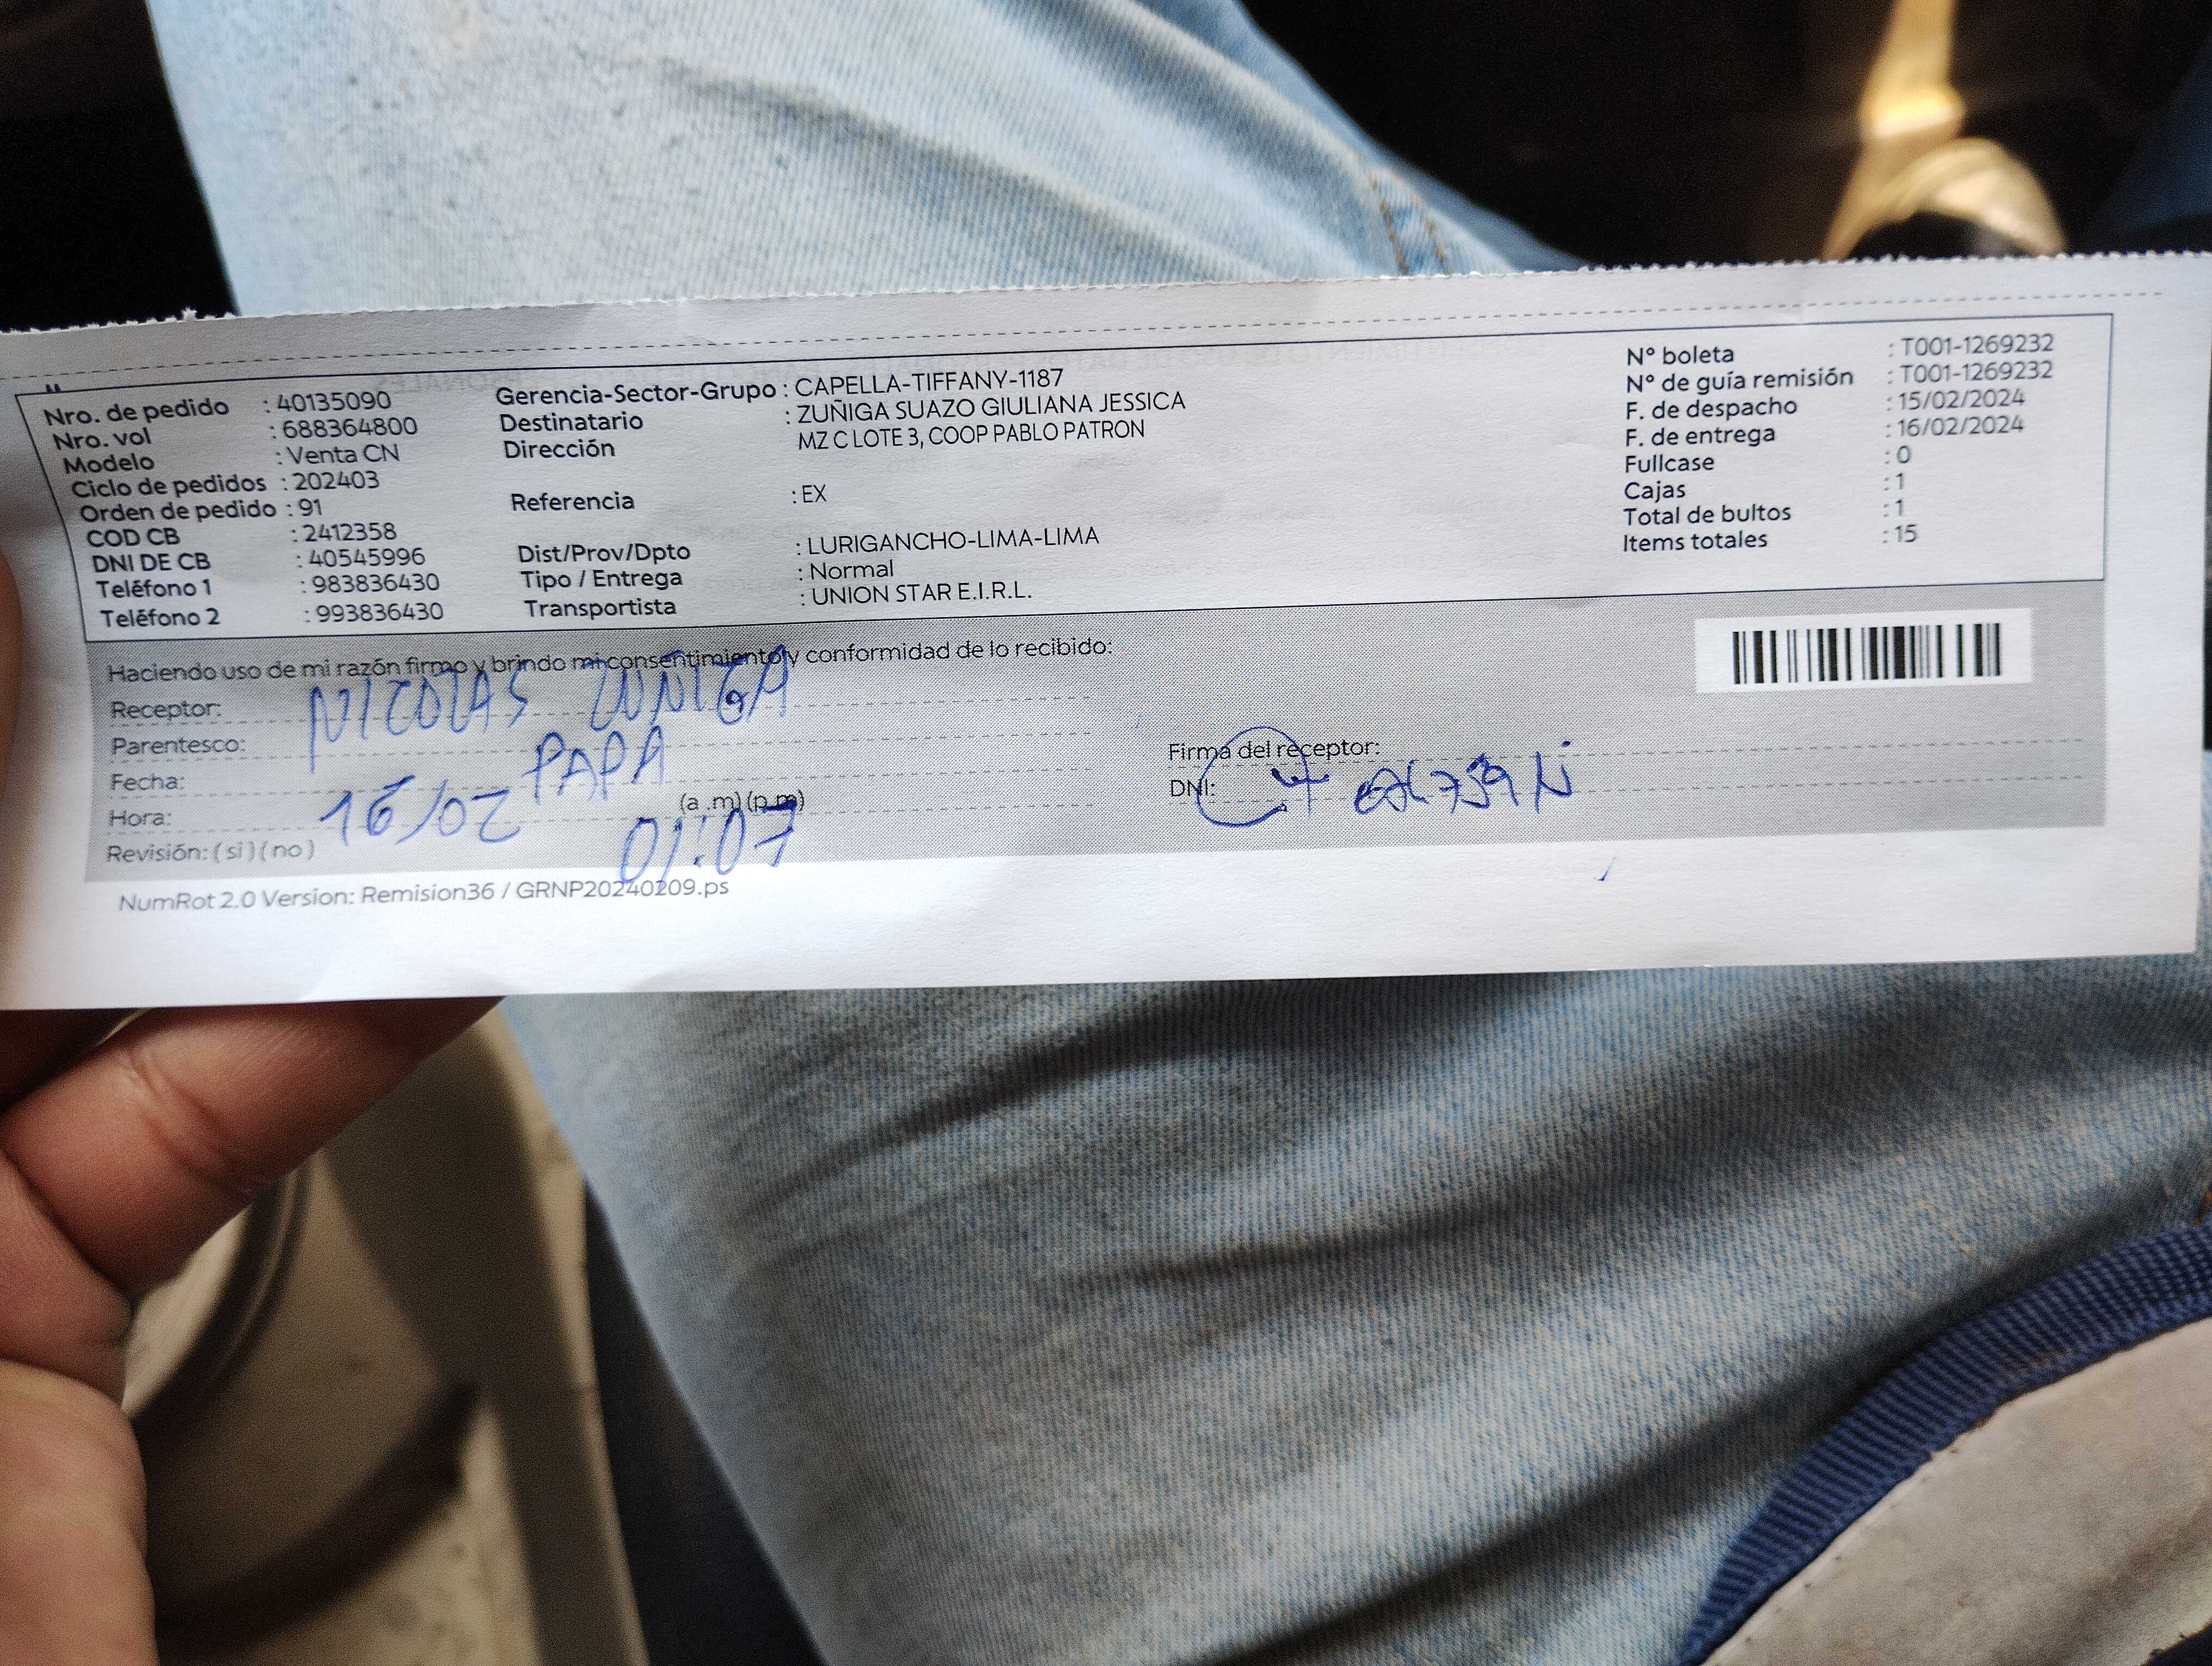 Nro. de pedido : 40135090
Nro. vol : 688364800
Modelo : Venta CN
Ciclo de pedidos : 202403
Orden de pedido : 91
COD CB : 2412358
DNI DE CB : 40545996
Teléfono 1 : 983836430
Teléfono 2 : 993836430
Gerencia-Sector-Grupo : CAPELLA-TIFFANY-1187
Destinatario : ZUÑIGA SUAZO GIULIANA JESSICA
Dirección MZ C LOTE 3, COOP PABLO PATRON
Referencia : EX
Dist/Prov/Dpto : LURIGANCHO-LIMA-LIMA
Tipo / Entrega : Normal
Transportista : UNION STAR E.I.R.L.
N° boleta : T001-1269232
N° de guía remisión : T001-1269232
F. de despacho : 15/02/2024
F. de entrega : 16/02/2024
Fullcase : 0
Cajas : 1
Total de bultos : 1
Items totales : 15
Haciendo uso de mi razón firmo y brindo mi consentimiento y conformidad de lo recibido:
Receptor: NICOLAS ZUÑIGA
Parentesco: PAPA
Fecha: 16/02
Hora: (a .m) (p.m) 01:07
Revisión: ( si ) ( no )
Firma del receptor:
DNI:
NumRot 2.0 Version: Remision36 / GRNP20240209.ps